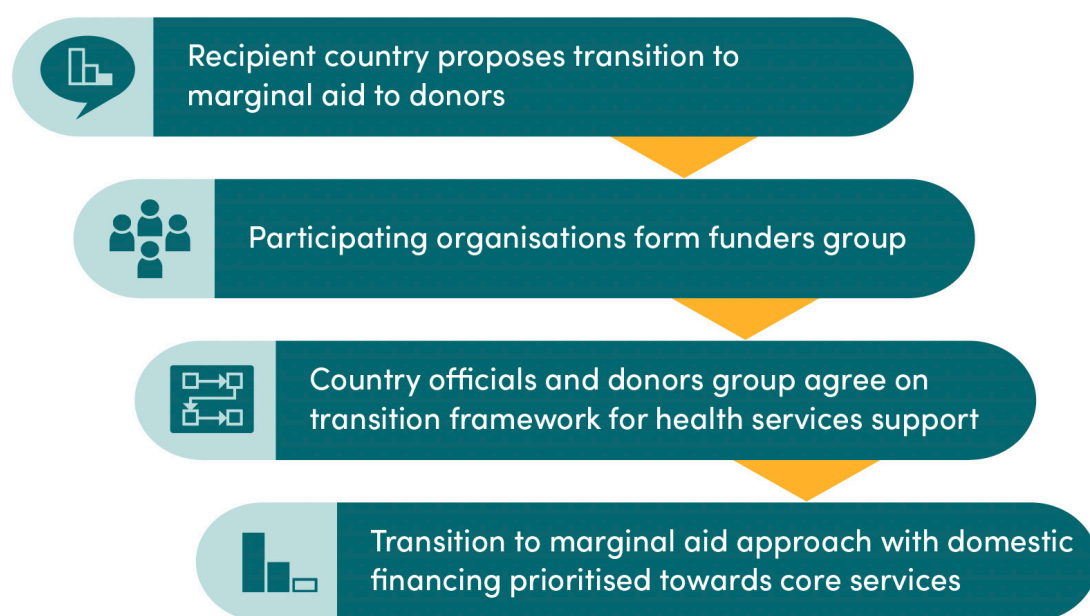 Recipient country proposes transition to
marginal aid to donors
Participating organisations form funders group
Country officials and donors group agree on
transition framework for health services support
Transition to marginal aid approach with domestic
financing prioritised towards core services